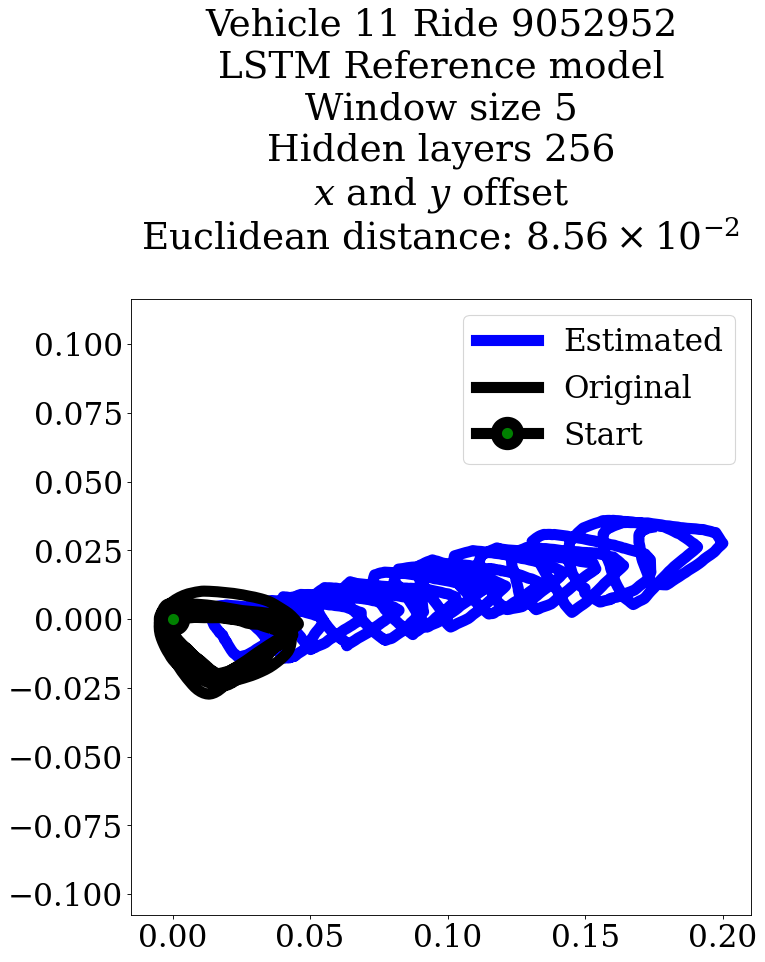 Vehicle 11 Ride 9052952
LSTM Reference model
Window size 5
Hidden layers 256
x and y offset
Euclidean distance: 8.56 × 10⁻²
Estimated
Original
Start
0.100
0.075
0.050
0.025
0.000
−0.025
−0.050
−0.075
−0.100
0.00 0.05 0.10 0.15 0.20